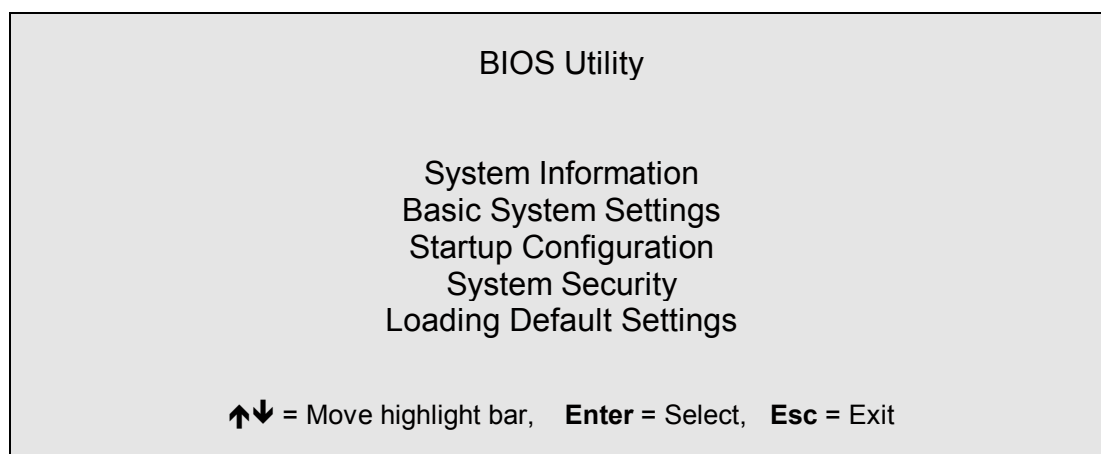 BIOS Utility
System Information
Basic System Settings
Startup Configuration
System Security
Loading Default Settings
↑↓ = Move highlight bar, Enter = Select, Esc = Exit